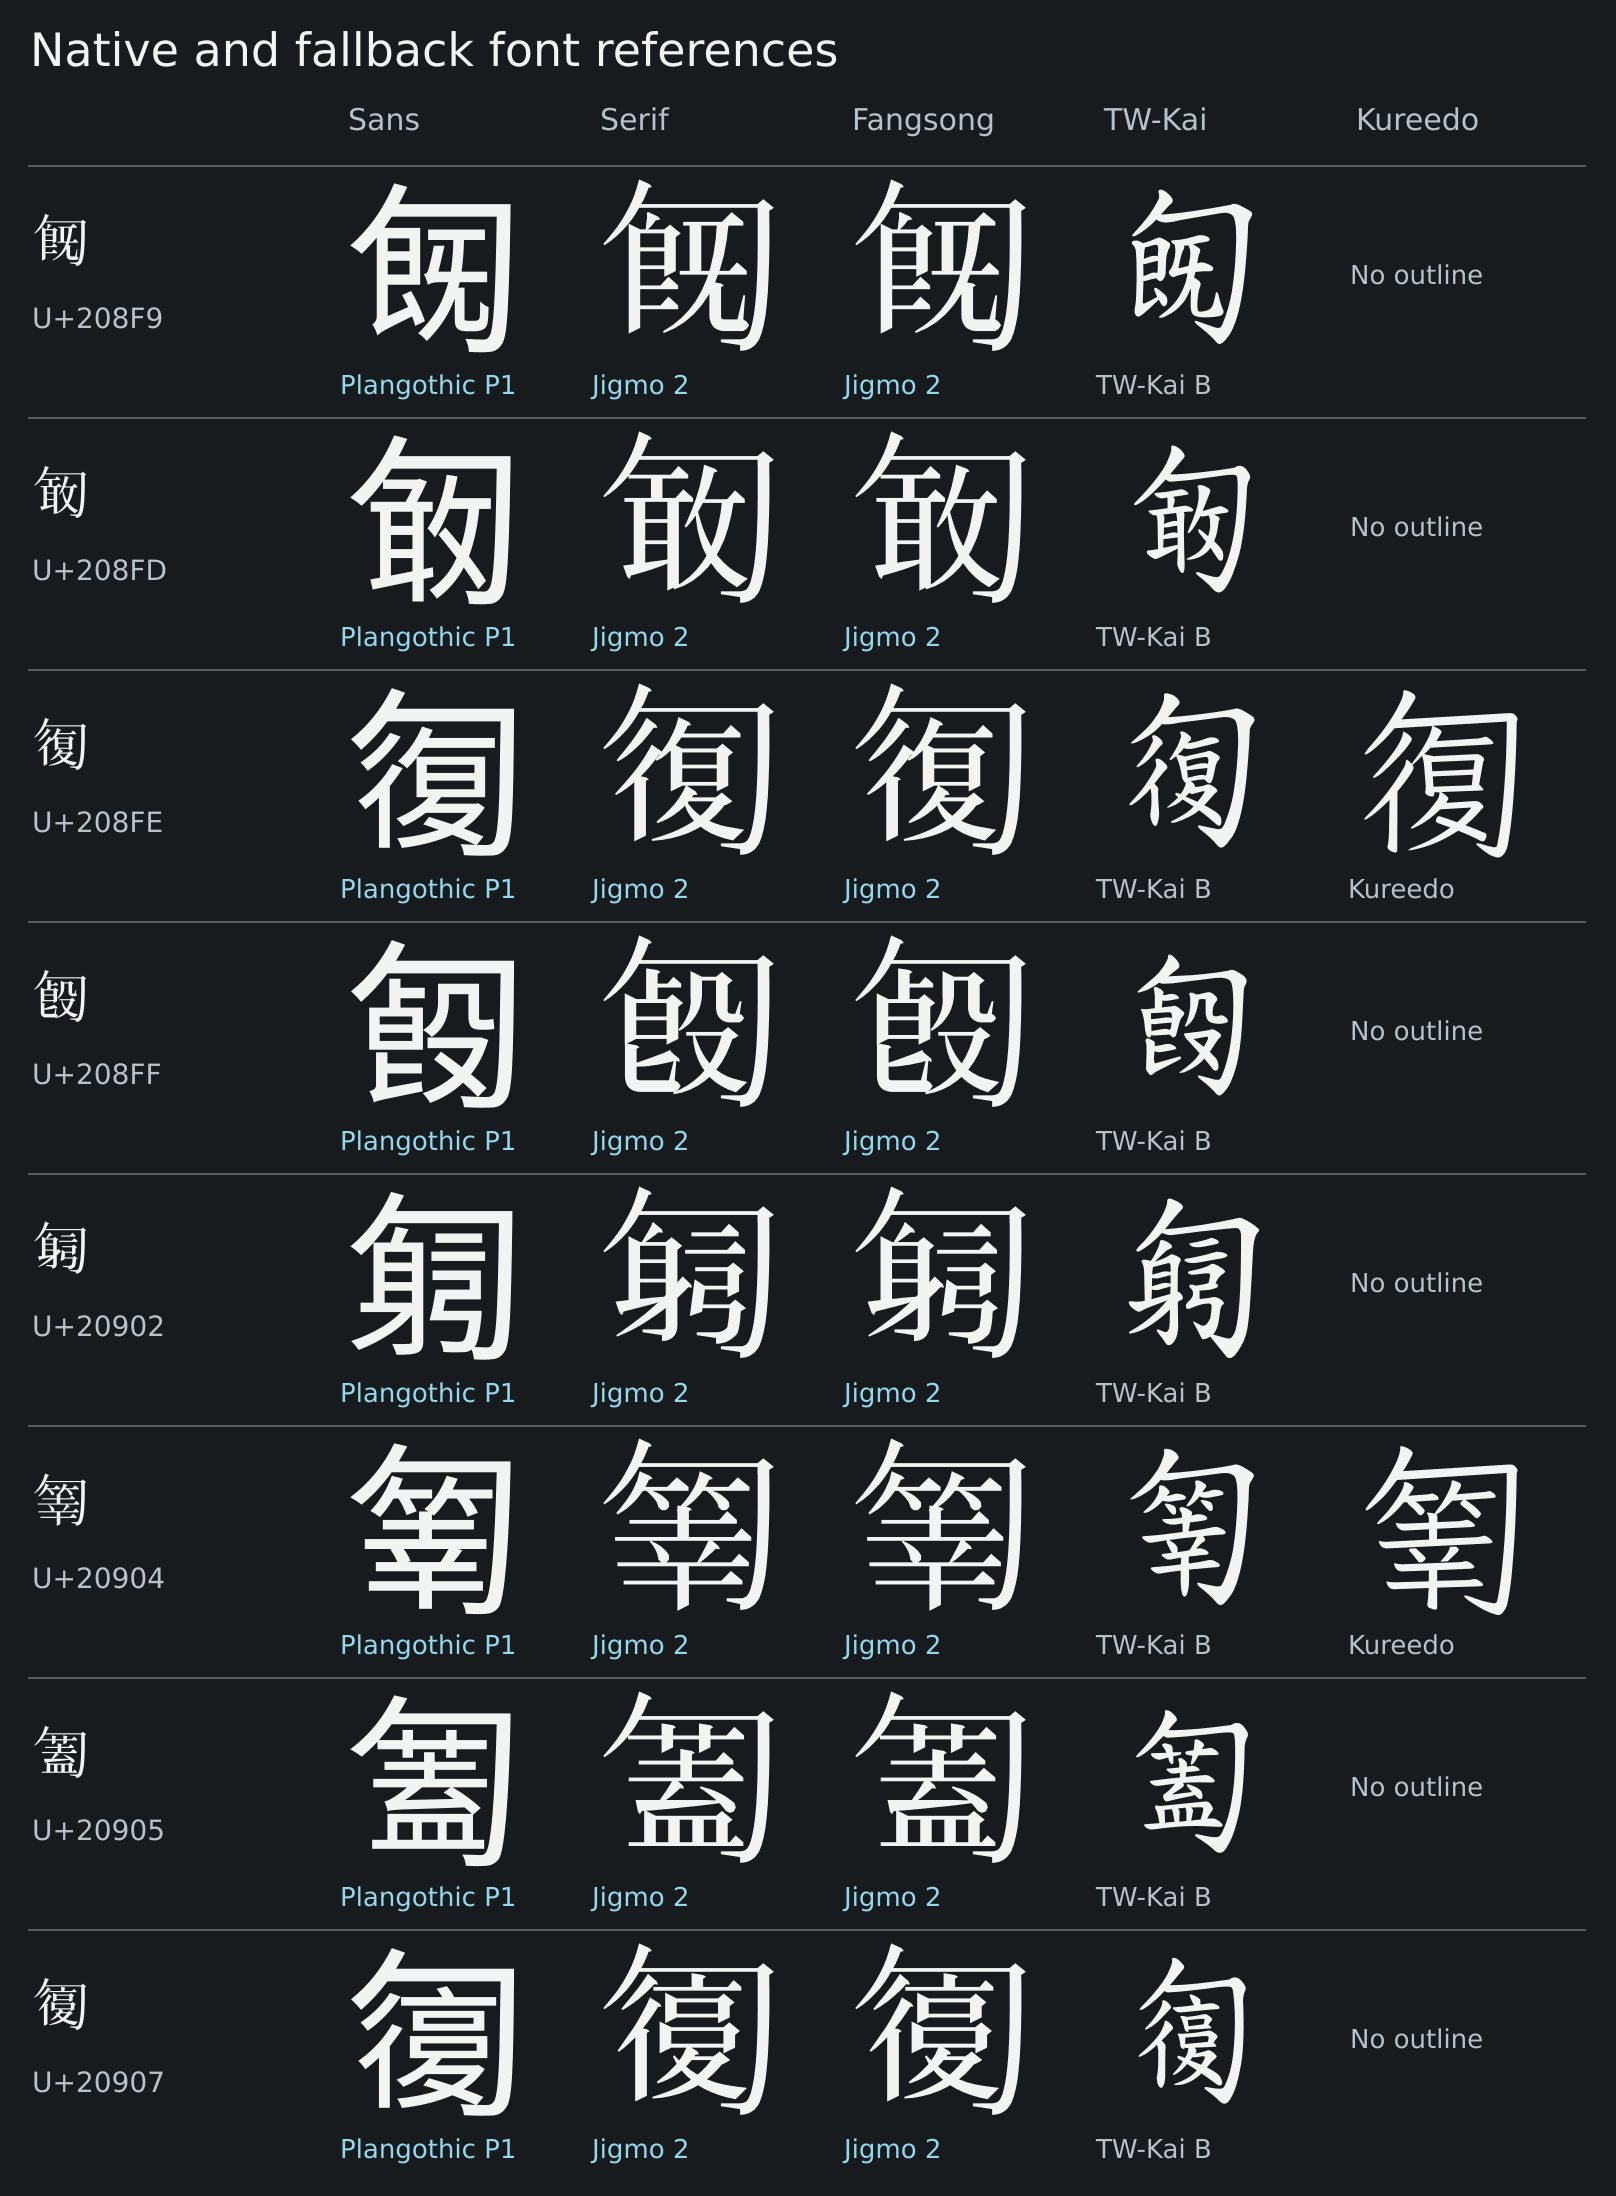 Native and fallback font references
Sans Serif Fangsong TW-Kai Kureedo
𠣹 𠣹 𠣹 𠣹 𠣹 No outline
U+208F9
Plangothic P1 Jigmo 2 Jigmo 2 TW-Kai B
𠣽 𠣽 𠣽 𠣽 𠣽 No outline
U+208FD
Plangothic P1 Jigmo 2 Jigmo 2 TW-Kai B
𠣾 𠣾 𠣾 𠣾 𠣾 𠣾
U+208FE
Plangothic P1 Jigmo 2 Jigmo 2 TW-Kai B Kureedo
𠣿 𠣿 𠣿 𠣿 𠣿 No outline
U+208FF
Plangothic P1 Jigmo 2 Jigmo 2 TW-Kai B
𠤂 𠤂 𠤂 𠤂 𠤂 No outline
U+20902
Plangothic P1 Jigmo 2 Jigmo 2 TW-Kai B
𠤄 𠤄 𠤄 𠤄 𠤄 𠤄
U+20904
Plangothic P1 Jigmo 2 Jigmo 2 TW-Kai B Kureedo
𠤅 𠤅 𠤅 𠤅 𠤅 No outline
U+20905
Plangothic P1 Jigmo 2 Jigmo 2 TW-Kai B
𠤇 𠤇 𠤇 𠤇 𠤇 No outline
U+20907
Plangothic P1 Jigmo 2 Jigmo 2 TW-Kai B